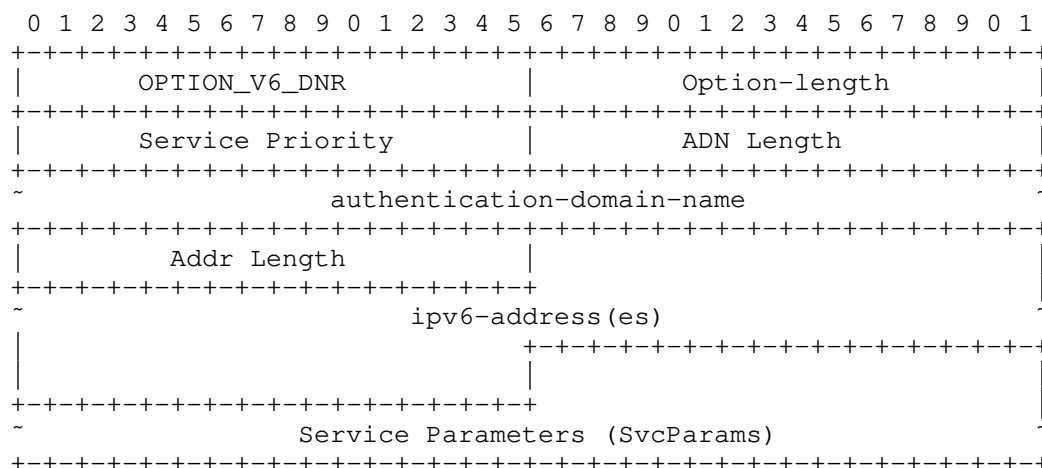 0 1 2 3 4 5 6 7 8 9 0 1 2 3 4 5 6 7 8 9 0 1 2 3 4 5 6 7 8 9 0 1
+-+-+-+-+-+-+-+-+-+-+-+-+-+-+-+-+-+-+-+-+-+-+-+-+-+-+-+-+-+-+-+-+
| OPTION_V6_DNR | Option-length |
+-+-+-+-+-+-+-+-+-+-+-+-+-+-+-+-+-+-+-+-+-+-+-+-+-+-+-+-+-+-+-+-+
| Service Priority | ADN Length |
+-+-+-+-+-+-+-+-+-+-+-+-+-+-+-+-+-+-+-+-+-+-+-+-+-+-+-+-+-+-+-+-+
~ authentication-domain-name ~
+-+-+-+-+-+-+-+-+-+-+-+-+-+-+-+-+-+-+-+-+-+-+-+-+-+-+-+-+-+-+-+-+
| Addr Length | |
+-+-+-+-+-+-+-+-+-+-+-+-+-+-+-+-+ |
~ ipv6-address(es) ~
| +-+-+-+-+-+-+-+-+-+-+-+-+-+-+-+-+
| | |
+-+-+-+-+-+-+-+-+-+-+-+-+-+-+-+-+ |
~ Service Parameters (SvcParams) ~
+-+-+-+-+-+-+-+-+-+-+-+-+-+-+-+-+-+-+-+-+-+-+-+-+-+-+-+-+-+-+-+-+